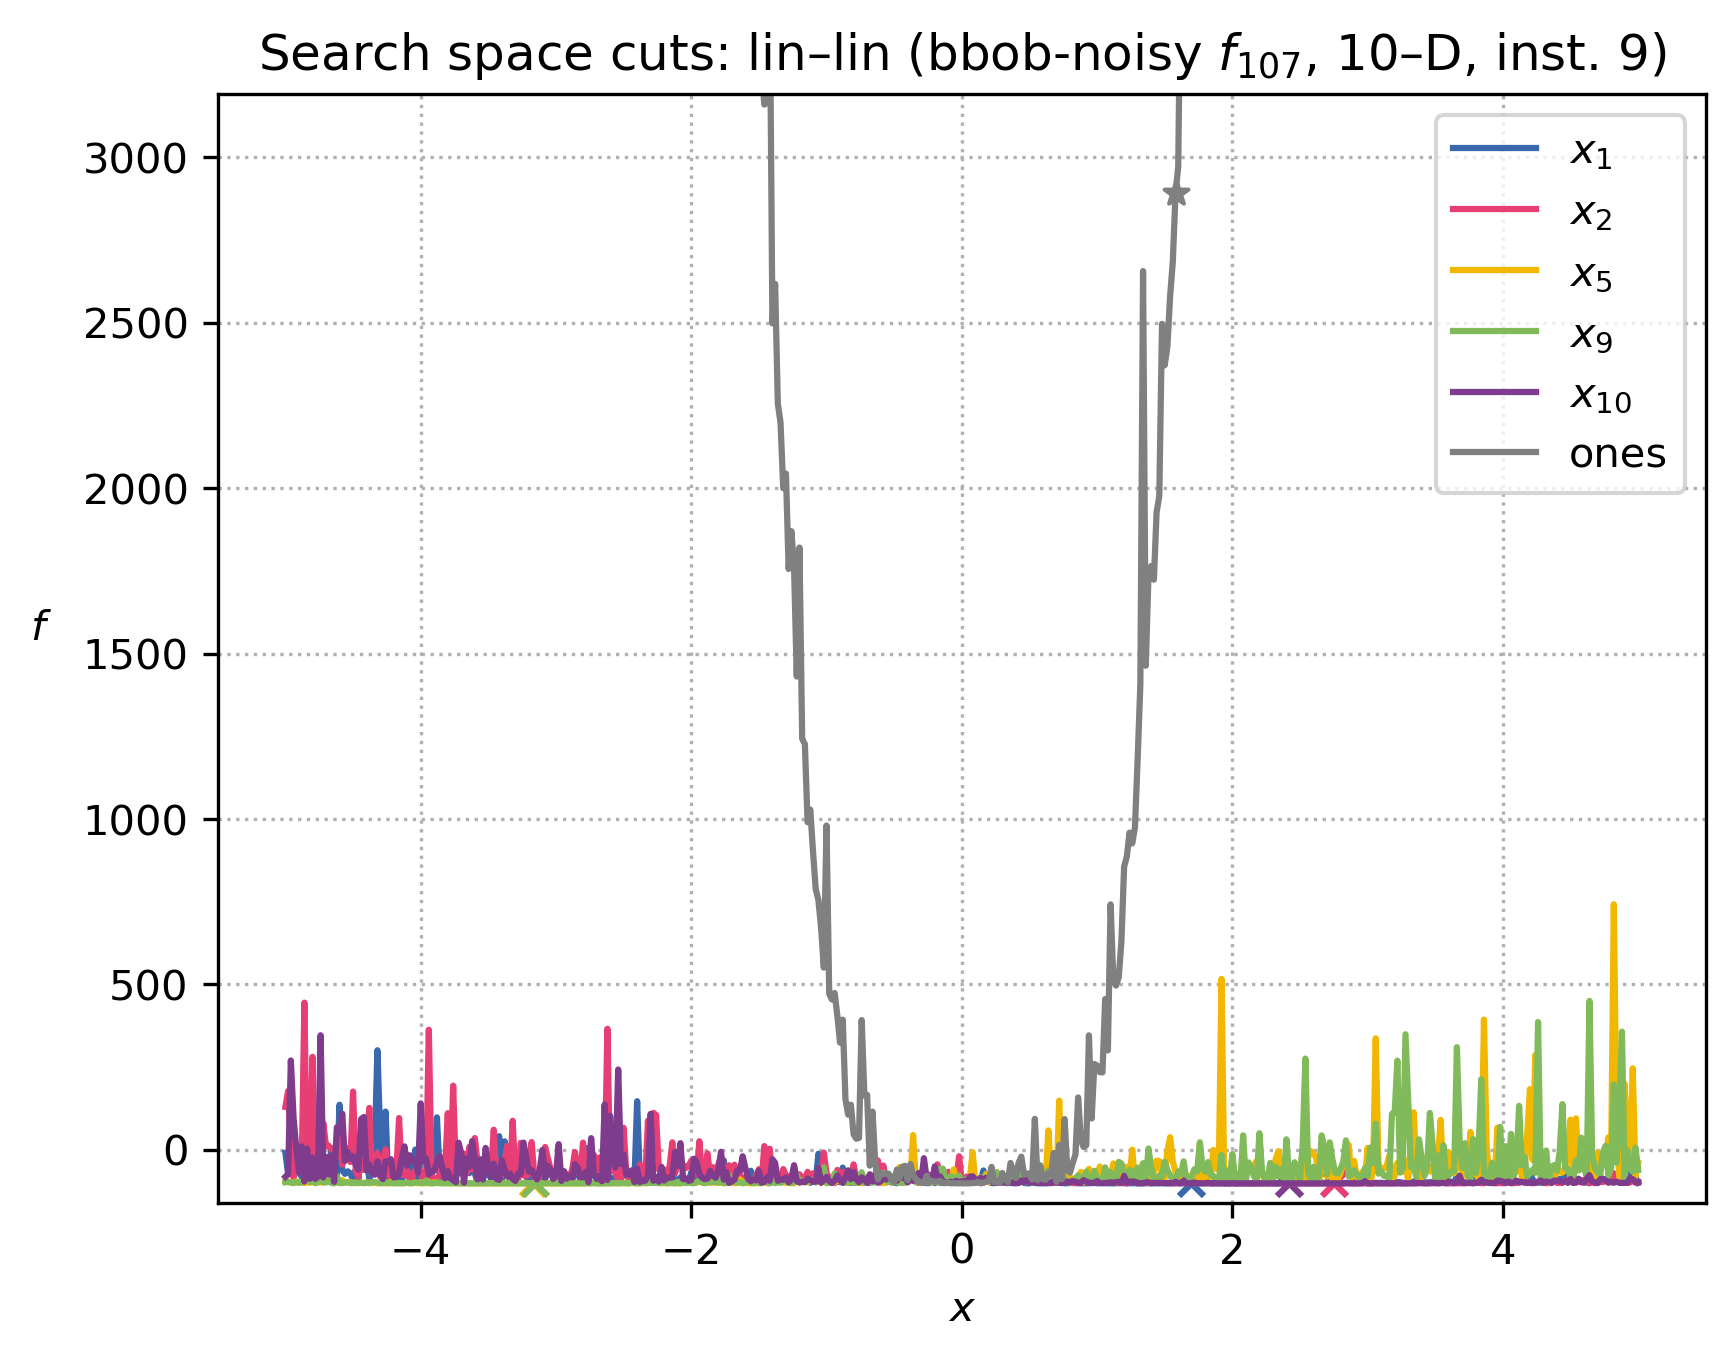 Search space cuts: lin–lin (bbob-noisy f₁₀₇, 10–D, inst. 9)
x₁
x₂
x₅
x₉
x₁₀
ones
3000
2500
2000
1500
1000
500
0
f
−4
−2
0
2
4
x